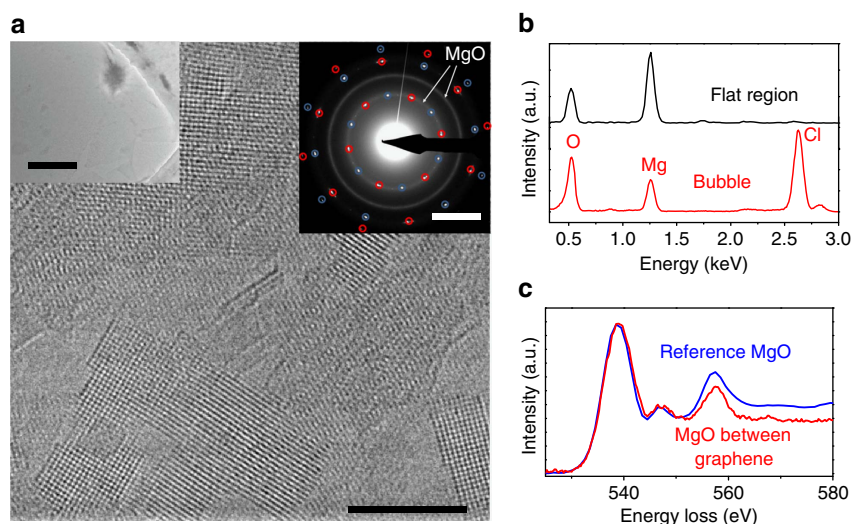 a
MgO
b
Intensity (a.u.)
Flat region
O
Mg
Bubble
Cl
0.5 1.0 1.5 2.0 2.5 3.0
Energy (keV)
c
Intensity (a.u.)
Reference MgO
MgO between
graphene
540 560 580
Energy loss (eV)